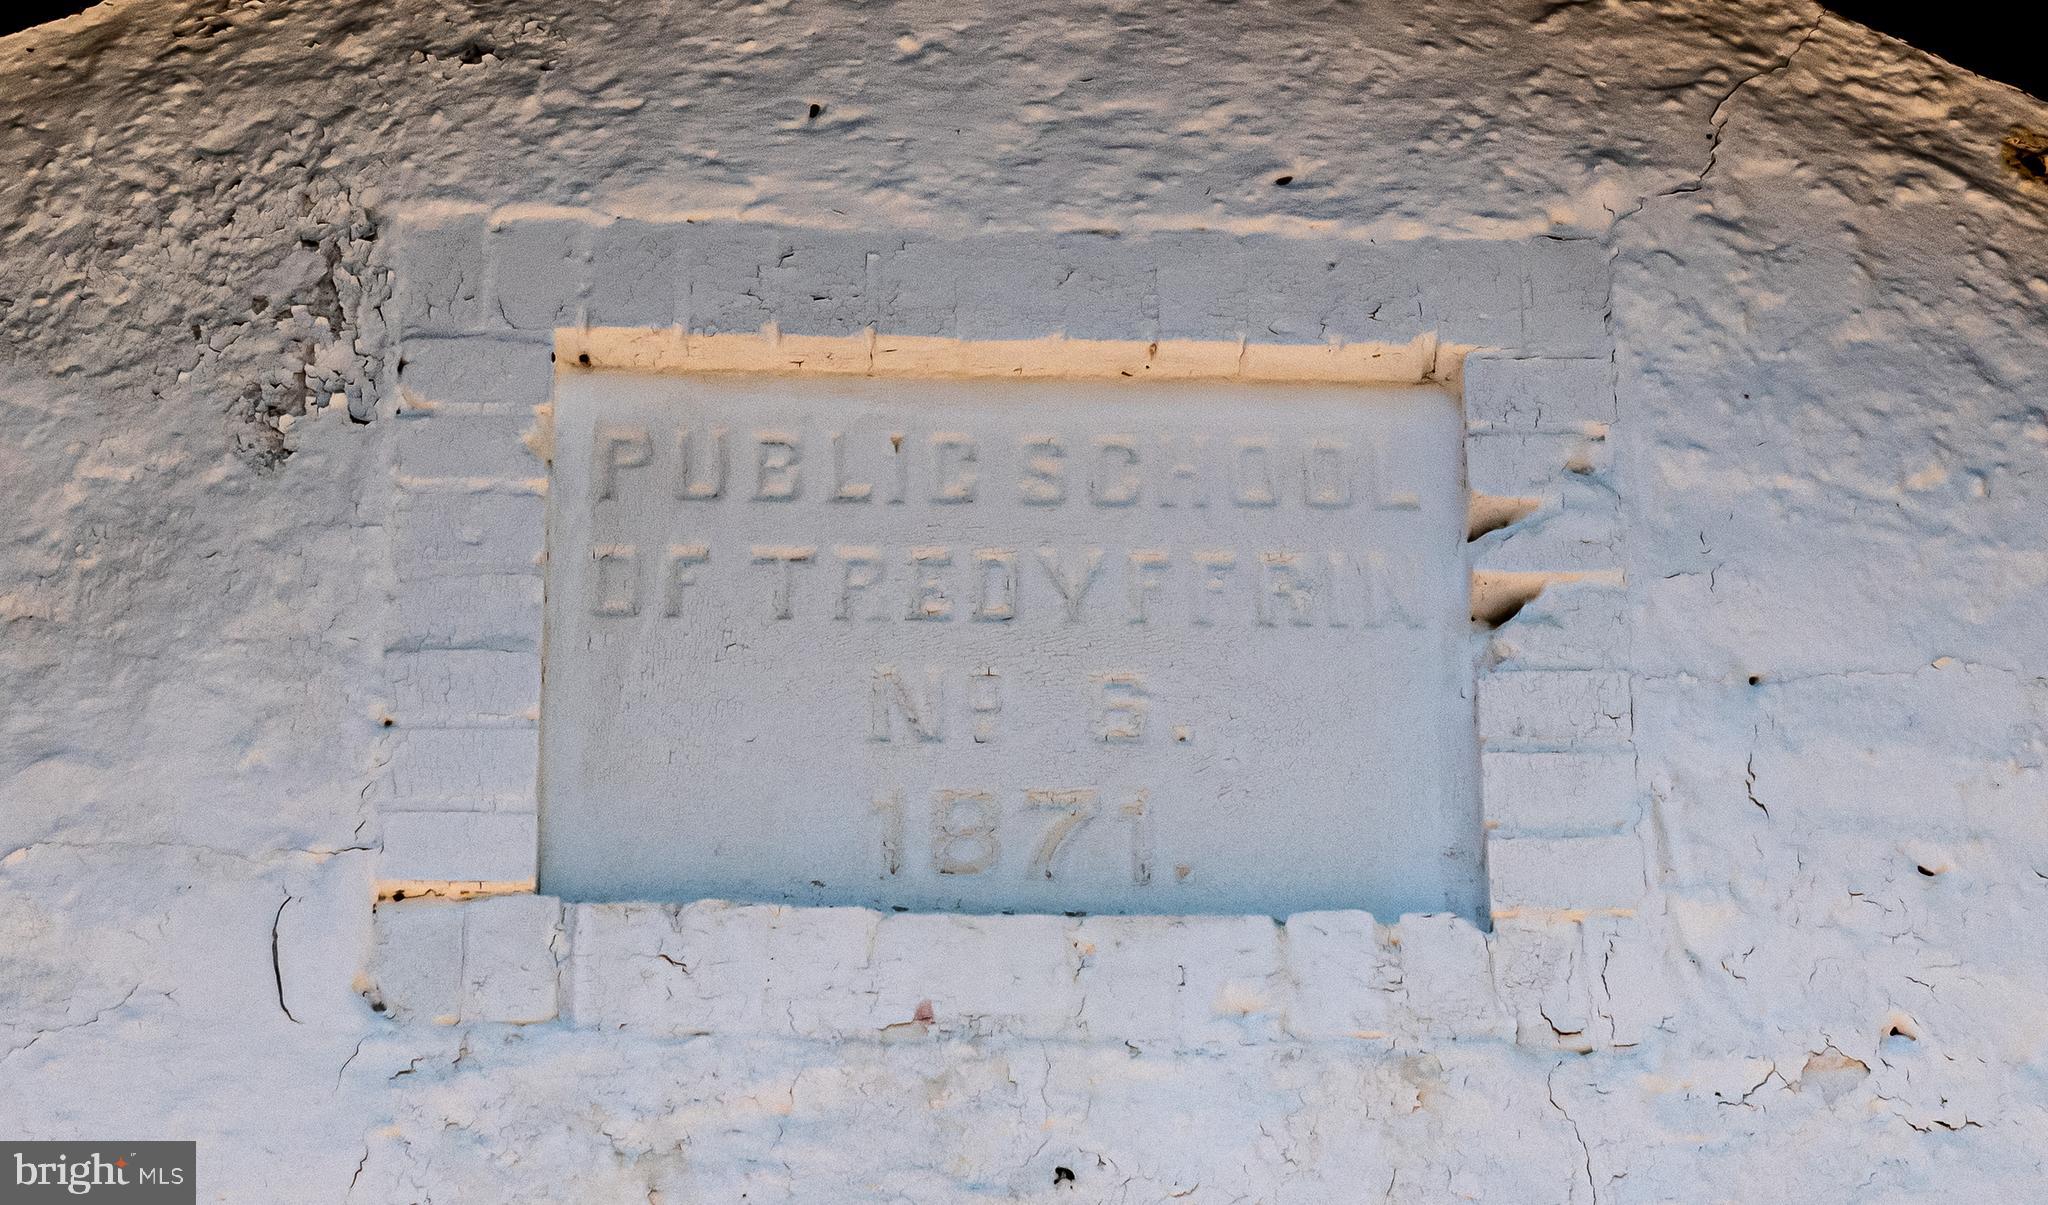 PUBLIC SCHOOL
OF TREDYFFRIN
Nº 6.
1871.
bright MLS